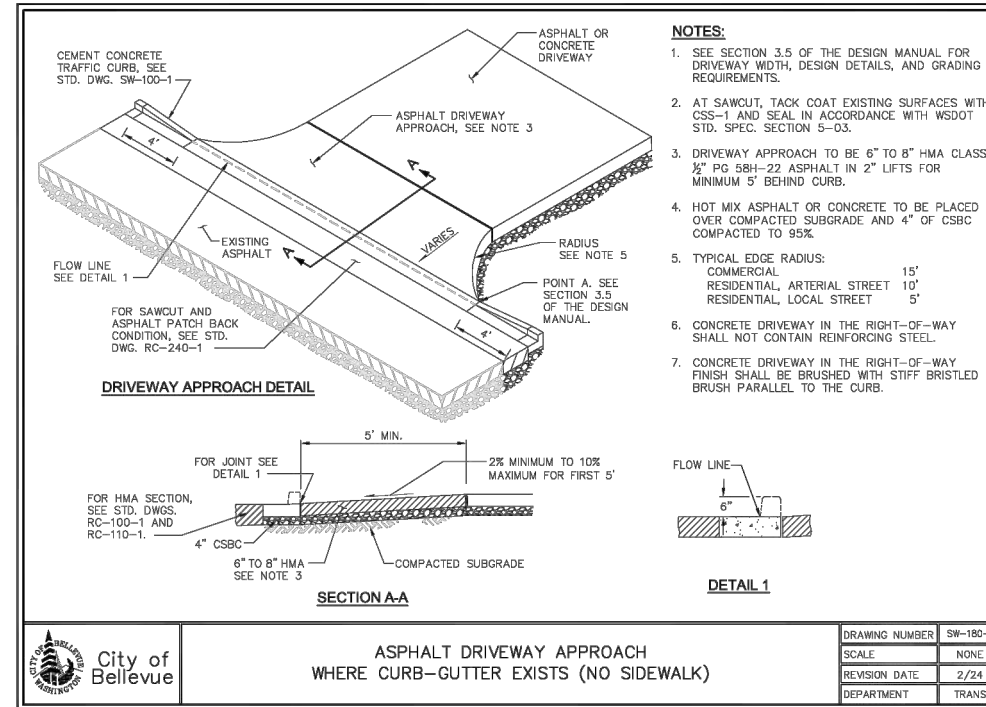 CEMENT CONCRETE
TRAFFIC CURB, SEE
STD. DWG. SW-100-1
ASPHALT OR
CONCRETE
DRIVEWAY
ASPHALT DRIVEWAY
APPROACH, SEE NOTE 3
4'
A
VARIES
A
EXISTING
ASPHALT
FLOW LINE
SEE DETAIL 1
RADIUS
SEE NOTE 5
POINT A. SEE
SECTION 3.5
OF THE DESIGN
MANUAL.
FOR SAWCUT AND
ASPHALT PATCH BACK
CONDITION, SEE STD.
DWG. RC-240-1
4'
DRIVEWAY APPROACH DETAIL
NOTES:
1. SEE SECTION 3.5 OF THE DESIGN MANUAL FOR
DRIVEWAY WIDTH, DESIGN DETAILS, AND GRADING
REQUIREMENTS.
2. AT SAWCUT, TACK COAT EXISTING SURFACES WITH
CSS-1 AND SEAL IN ACCORDANCE WITH WSDOT
STD. SPEC. SECTION 5-03.
3. DRIVEWAY APPROACH TO BE 6" TO 8" HMA CLASS
½" PG 58H-22 ASPHALT IN 2" LIFTS FOR
MINIMUM 5' BEHIND CURB.
4. HOT MIX ASPHALT OR CONCRETE TO BE PLACED
OVER COMPACTED SUBGRADE AND 4" OF CSBC
COMPACTED TO 95%.
5. TYPICAL EDGE RADIUS:
COMMERCIAL 15'
RESIDENTIAL, ARTERIAL STREET 10'
RESIDENTIAL, LOCAL STREET 5'
6. CONCRETE DRIVEWAY IN THE RIGHT-OF-WAY
SHALL NOT CONTAIN REINFORCING STEEL.
7. CONCRETE DRIVEWAY IN THE RIGHT-OF-WAY
FINISH SHALL BE BRUSHED WITH STIFF BRISTLED
BRUSH PARALLEL TO THE CURB.
5' MIN.
FOR JOINT SEE
DETAIL 1
2% MINIMUM TO 10%
MAXIMUM FOR FIRST 5'
FOR HMA SECTION,
SEE STD. DWGS.
RC-100-1 AND
RC-110-1.
4" CSBC
6" TO 8" HMA
SEE NOTE 3
COMPACTED SUBGRADE
SECTION A-A
FLOW LINE
6"
DETAIL 1
CITY OF BELLEVUE
WASHINGTON
City of
Bellevue
ASPHALT DRIVEWAY APPROACH
WHERE CURB-GUTTER EXISTS (NO SIDEWALK)
DRAWING NUMBER SW-180-
SCALE NONE
REVISION DATE 2/24
DEPARTMENT TRANS